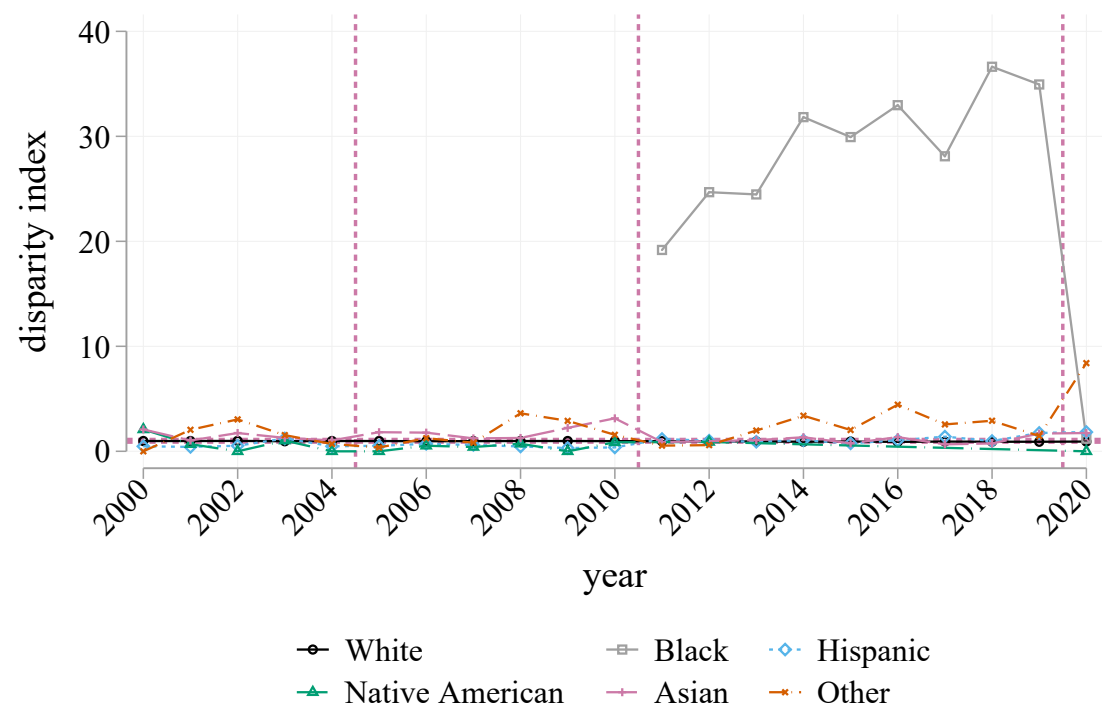 40
30
20
10
0
disparity index
2000 2002 2004 2006 2008 2010 2012 2014 2016 2018 2020
year
White Black Hispanic
Native American Asian Other